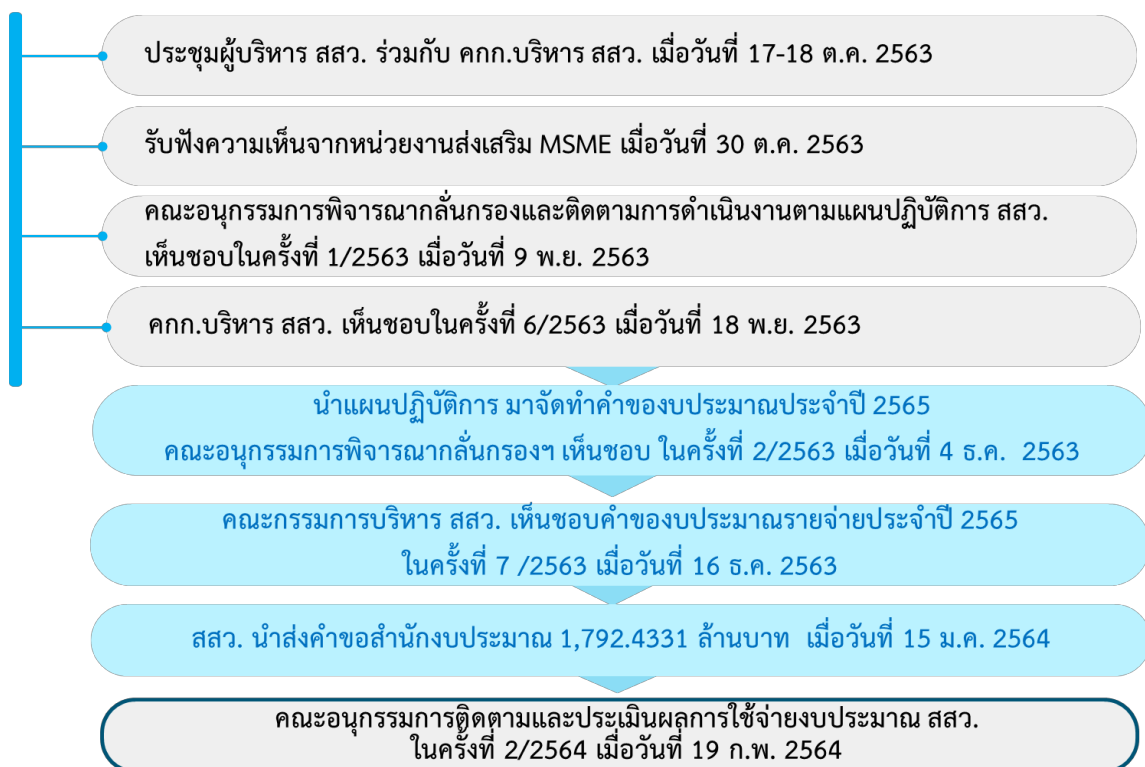 ประชุมผู้บริหาร สสว. ร่วมกับ คกก.บริหาร สสว. เมื่อวันที่ 17-18 ต.ค. 2563
รับฟังความเห็นจากหน่วยงานส่งเสริม MSME เมื่อวันที่ 30 ต.ค. 2563
คณะอนุกรรมการพิจารณากลั่นกรองและติดตามการดำเนินงานตามแผนปฏิบัติการ สสว.
เห็นชอบในครั้งที่ 1/2563 เมื่อวันที่ 9 พ.ย. 2563
คกก.บริหาร สสว. เห็นชอบในครั้งที่ 6/2563 เมื่อวันที่ 18 พ.ย. 2563
นำแผนปฏิบัติการ มาจัดทำคำของบประมาณประจำปี 2565
คณะอนุกรรมการพิจารณากลั่นกรองฯ เห็นชอบ ในครั้งที่ 2/2563 เมื่อวันที่ 4 ธ.ค. 2563
คณะกรรมการบริหาร สสว. เห็นชอบคำของบประมาณรายจ่ายประจำปี 2565
ในครั้งที่ 7 /2563 เมื่อวันที่ 16 ธ.ค. 2563
สสว. นำส่งคำขอสำนักงบประมาณ 1,792.4331 ล้านบาท เมื่อวันที่ 15 ม.ค. 2564
คณะอนุกรรมการติดตามและประเมินผลการใช้จ่ายงบประมาณ สสว.
ในครั้งที่ 2/2564 เมื่อวันที่ 19 ก.พ. 2564